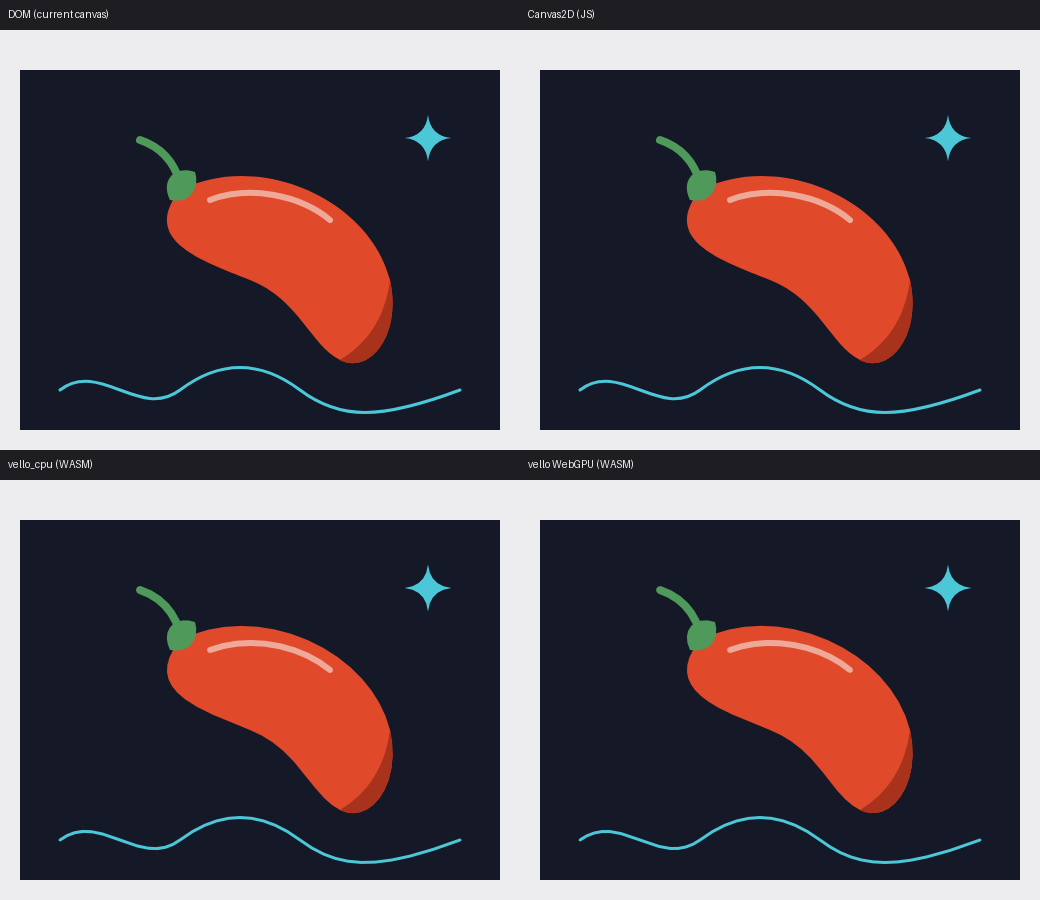 DOM (current canvas)
Canvas2D (JS)
vello_cpu (WASM)
vello WebGPU (WASM)